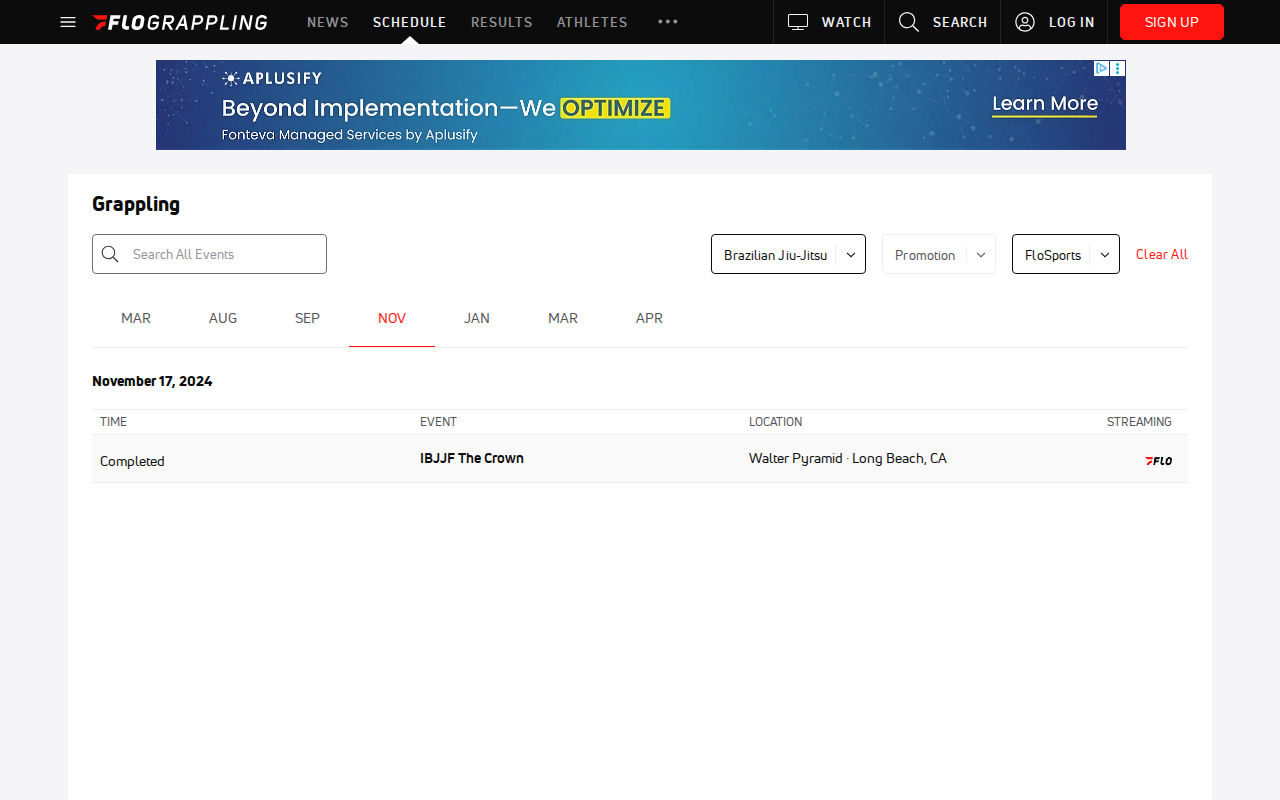 FLOGRAPPLING NEWS SCHEDULE RESULTS ATHLETES WATCH SEARCH LOG IN SIGN UP
APLUSIFY
Beyond Implementation—We OPTIMIZE
Learn More
Fonteva Managed Services by Aplusify
Grappling
Search All Events Brazilian Jiu-Jitsu Promotion FloSports Clear All
MAR AUG SEP NOV JAN MAR APR
November 17, 2024
TIME EVENT LOCATION STREAMING
Completed IBJJF The Crown Walter Pyramid · Long Beach, CA FLO